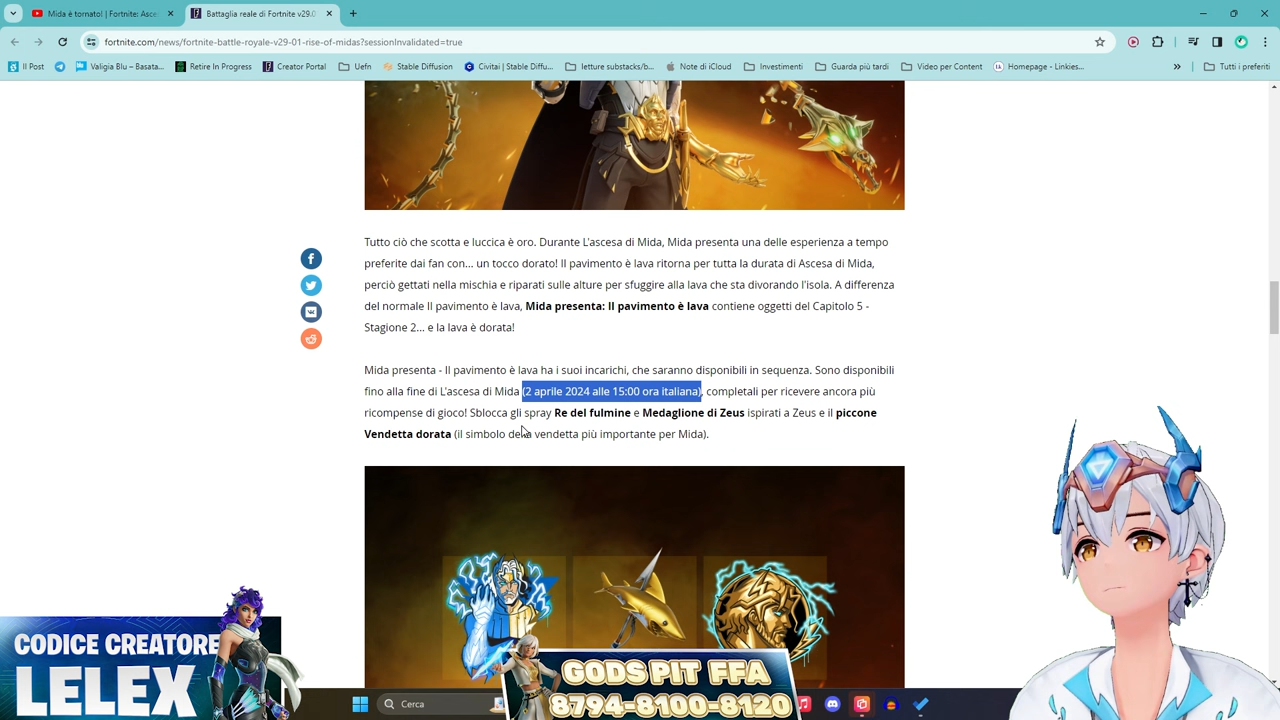 Mida è tornato! | Fortnite: Asce
Battaglia reale di Fortnite v29.0
fortnite.com/news/fortnite-battle-royale-v29-01-rise-of-midas?sessionInvalidated=true
Il Post
Valigia Blu – Basata...
Retire In Progress
Creator Portal
Uefn
Stable Diffusion
Civitai | Stable Diffu...
letture substacks/b...
Note di iCloud
Investimenti
Guarda più tardi
Video per Content
Homepage - Linkies...
»
Tutti i preferiti
Tutto ciò che scotta e luccica è oro. Durante L'ascesa di Mida, Mida presenta una delle esperienza a tempo
preferite dai fan con... un tocco dorato! Il pavimento è lava ritorna per tutta la durata di Ascesa di Mida,
perciò gettati nella mischia e riparati sulle alture per sfuggire alla lava che sta divorando l'isola. A differenza
del normale Il pavimento è lava, Mida presenta: Il pavimento è lava contiene oggetti del Capitolo 5 -
Stagione 2... e la lava è dorata!
Mida presenta - Il pavimento è lava ha i suoi incarichi, che saranno disponibili in sequenza. Sono disponibili
fino alla fine di L'ascesa di Mida (2 aprile 2024 alle 15:00 ora italiana), completali per ricevere ancora più
ricompense di gioco! Sblocca gli spray Re del fulmine e Medaglione di Zeus ispirati a Zeus e il piccone
Vendetta dorata (il simbolo della vendetta più importante per Mida).
CODICE CREATORE
LELEX
GODS PIT FFA
8794-8100-8120
Cerca